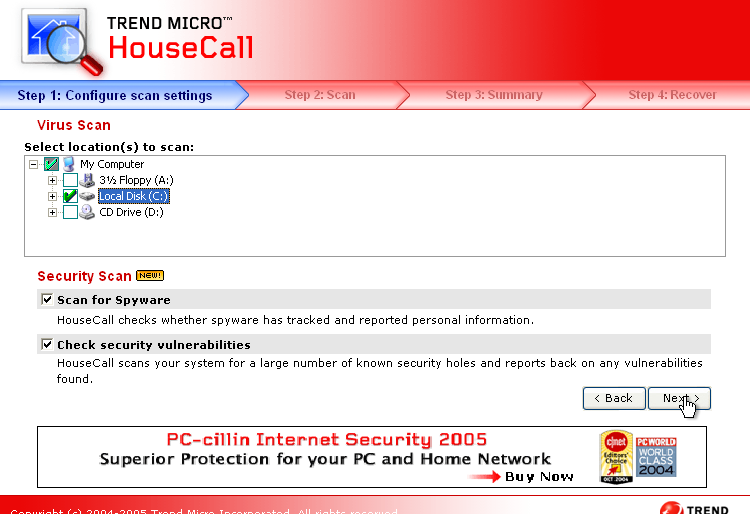 TREND MICRO™
HouseCall
Step 1: Configure scan settings
Step 2: Scan
Step 3: Summary
Step 4: Recover
Virus Scan
Select location(s) to scan:
My Computer
3½ Floppy (A:)
Local Disk (C:)
CD Drive (D:)
Security Scan NEW!
Scan for Spyware
HouseCall checks whether spyware has tracked and reported personal information.
Check security vulnerabilities
HouseCall scans your system for a large number of known security holes and reports back on any vulnerabilities
found.
< Back
Next >
PC-cillin Internet Security 2005
Superior Protection for your PC and Home Network
Buy Now
c|net
Editors'
Choice
OCT 2004
PC WORLD
WORLD
CLASS
2004
Copyright (c) 2004-2005 Trend Micro Incorporated. All rights reserved.
TREND